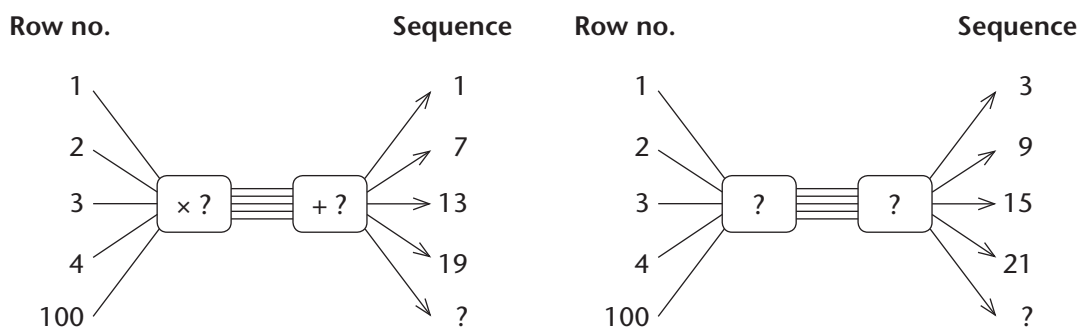 Row no. Sequence Row no. Sequence
1 1 1 3
2 7 2 9
3 × ? + ? 13 3 ? ? 15
4 19 4 21
100 ? 100 ?